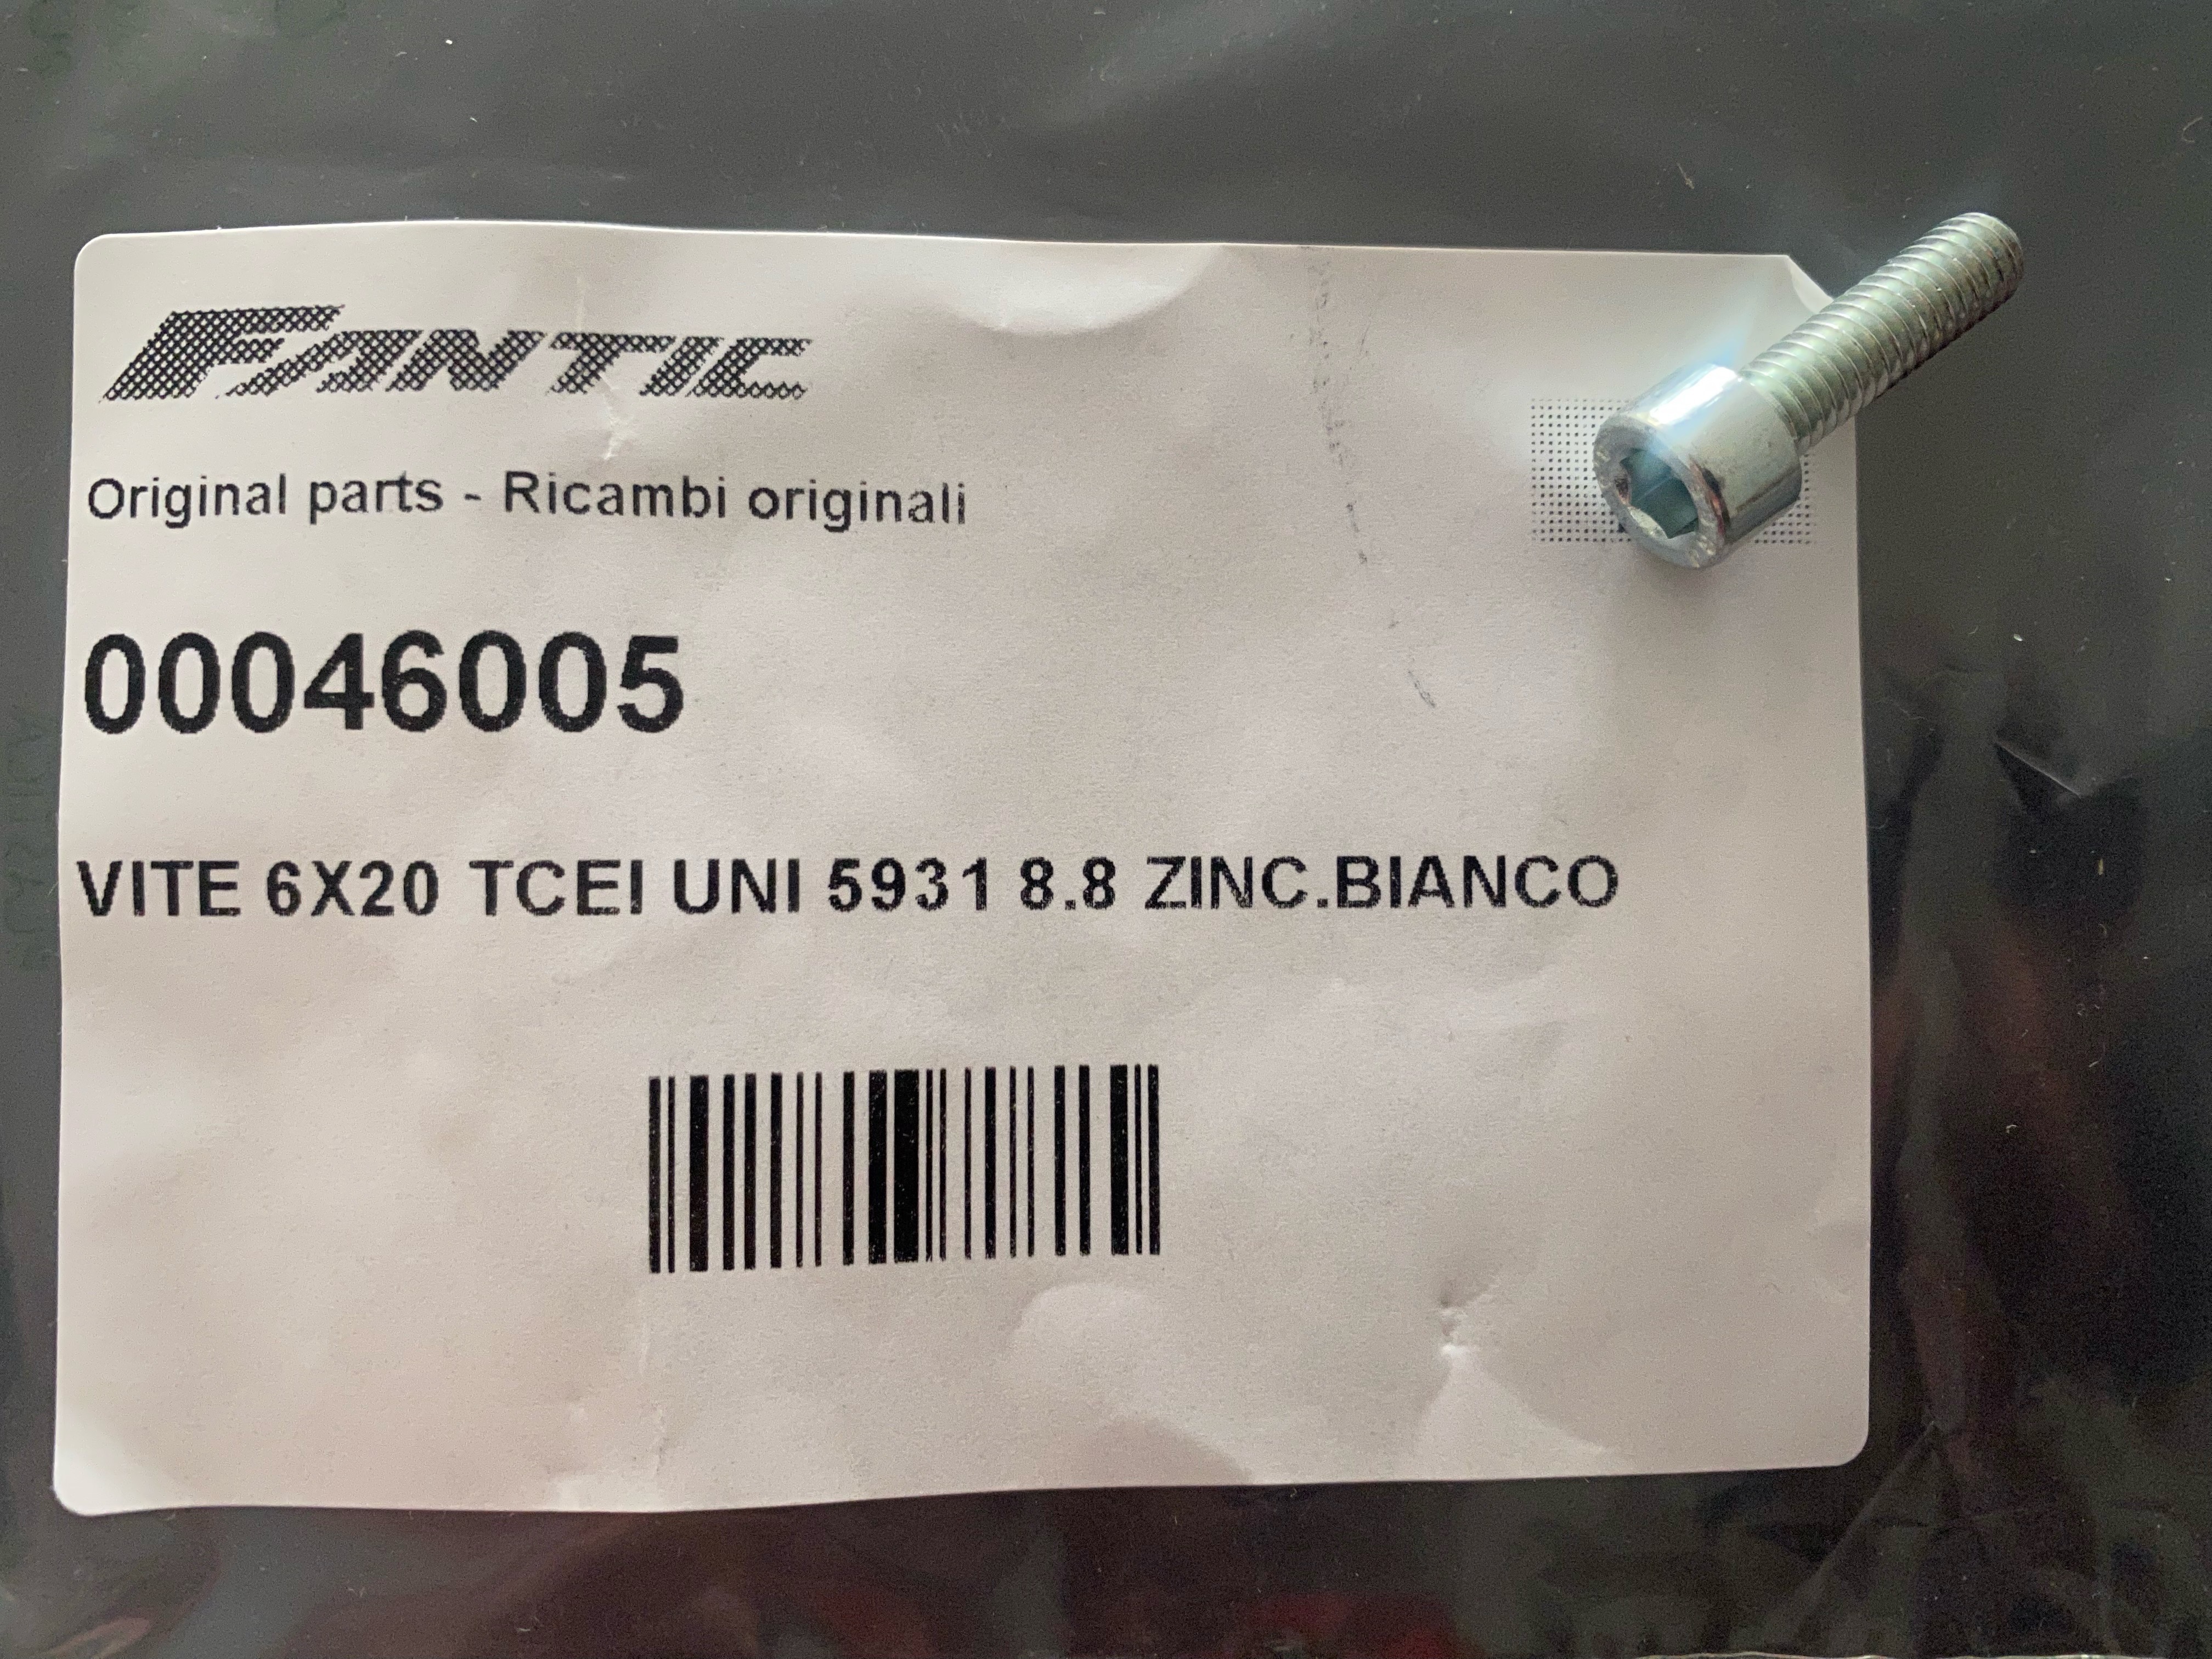 FANTIC
Original parts - Ricambi originali
00046005
VITE 6X20 TCEI UNI 5931 8.8 ZINC.BIANCO